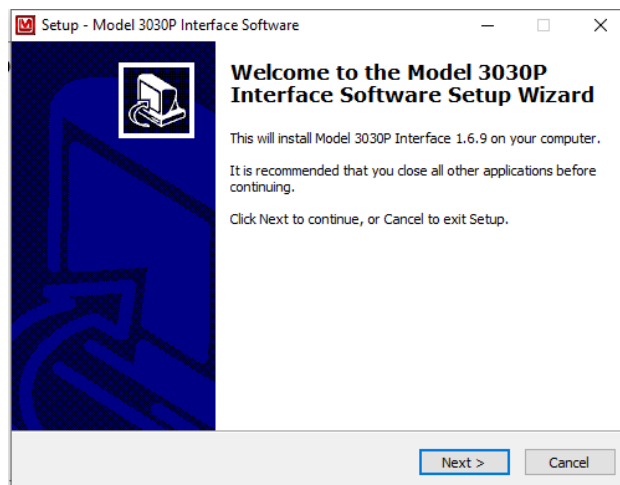 Setup - Model 3030P Interface Software
Welcome to the Model 3030P
Interface Software Setup Wizard
This will install Model 3030P Interface 1.6.9 on your computer.
It is recommended that you close all other applications before
continuing.
Click Next to continue, or Cancel to exit Setup.
Next >
Cancel